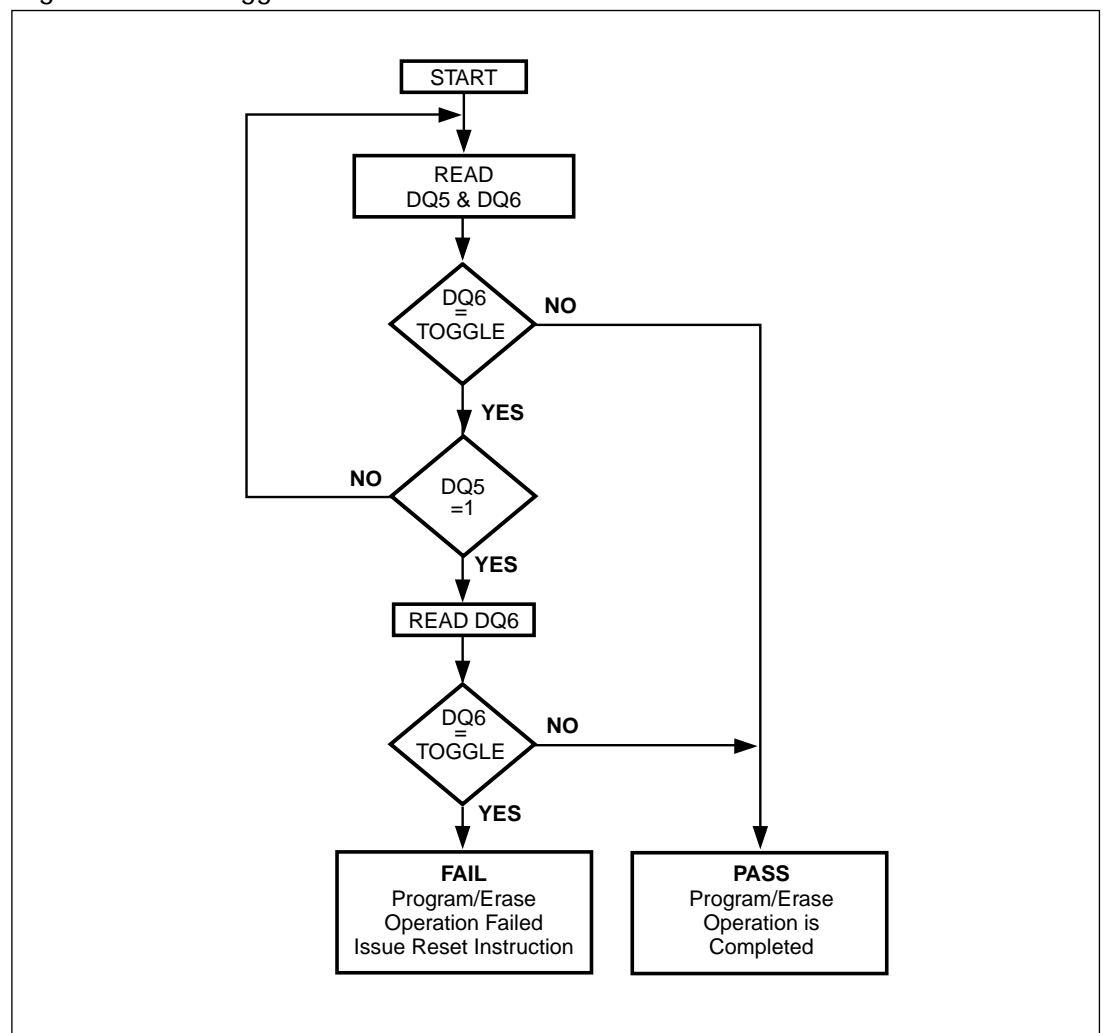 START
READ
DQ5 & DQ6
DQ6
=
TOGGLE
NO
YES
NO
DQ5
=1
YES
READ DQ6
DQ6
=
TOGGLE
NO
YES
FAIL
Program/Erase
Operation Failed
Issue Reset Instruction
PASS
Program/Erase
Operation is
Completed